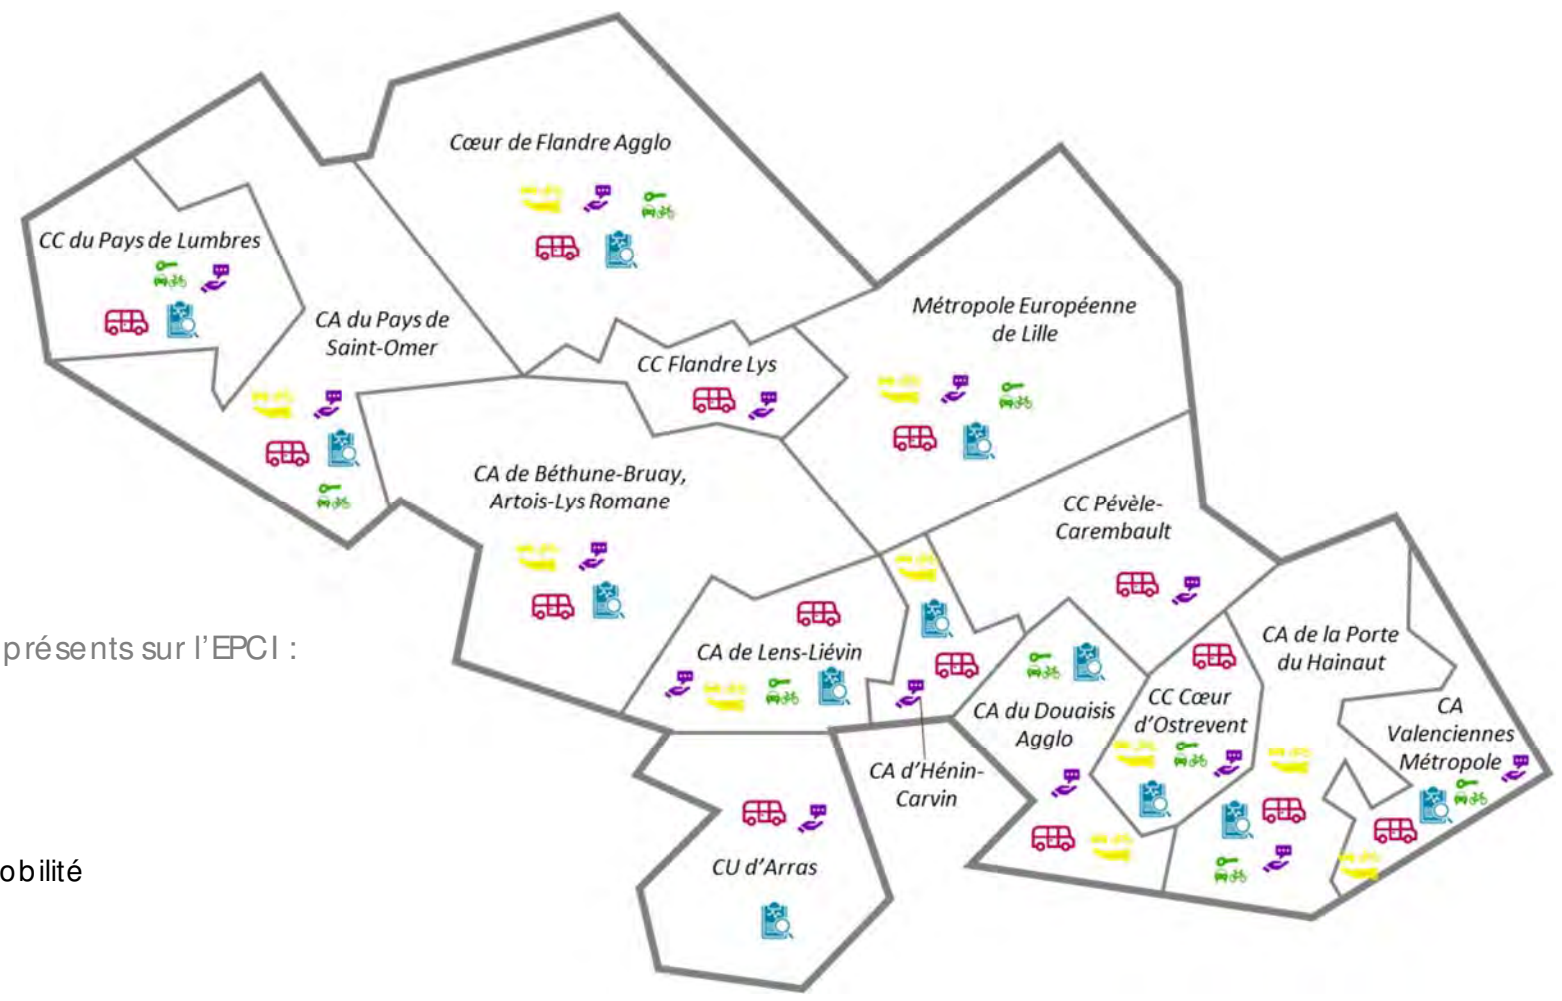 Cœur de Flandre Agglo
CC du Pays de Lumbres
CA du Pays de
Saint-Omer
Métropole Européenne
de Lille
CC Flandre Lys
CA de Béthune-Bruay,
Artois-Lys Romane
CC Pévèle-
Carembault
présents sur l'EPCI :
CA de Lens-Liévin
CA de la Porte
du Hainaut
CC Cœur
d'Ostrevent
CA du Douaisis
Agglo
CA
Valenciennes
Métropole
CA d'Hénin-
Carvin
CU d'Arras
obilité